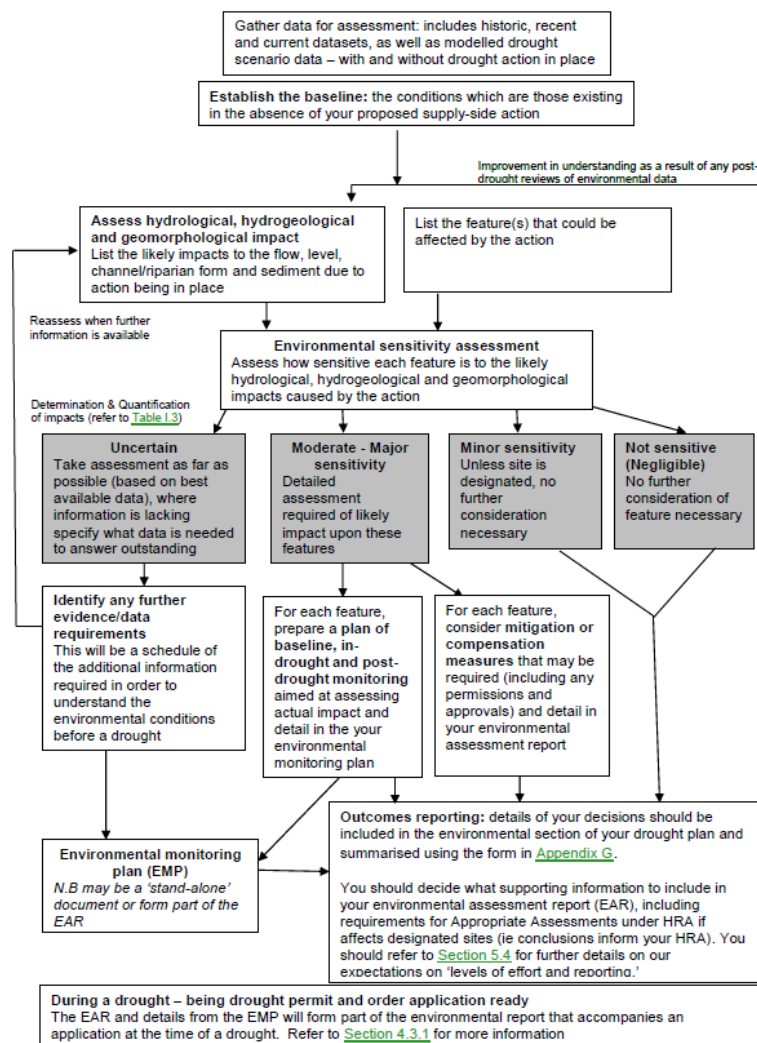 Gather data for assessment: includes historic, recent
and current datasets, as well as modelled drought
scenario data – with and without drought action in place
Establish the baseline: the conditions which are those existing
in the absence of your proposed supply-side action
Improvement in understanding as a result of any post-
drought reviews of environmental data
Assess hydrological, hydrogeological
and geomorphological impact
List the likely impacts to the flow, level,
channel/riparian form and sediment due to
action being in place
List the feature(s) that could be
affected by the action
Reassess when further
information is available
Environmental sensitivity assessment
Assess how sensitive each feature is to the likely
hydrological, hydrogeological and geomorphological
impacts caused by the action
Determination & Quantification
of impacts (refer to Table I.3)
Uncertain
Take assessment as far as
possible (based on best
available data), where
information is lacking
specify what data is needed
to answer outstanding
Moderate - Major
sensitivity
Detailed
assessment
required of likely
impact upon these
features
Minor sensitivity
Unless site is
designated, no
further
consideration
necessary
Not sensitive
(Negligible)
No further
consideration of
feature necessary
Identify any further
evidence/data
requirements
This will be a schedule of
the additional information
required in order to
understand the
environmental conditions
before a drought
For each feature,
prepare a plan of
baseline, in-
drought and post-
drought monitoring
aimed at assessing
actual impact and
detail in the your
environmental
monitoring plan
For each feature,
consider mitigation or
compensation
measures that may be
required (including any
permissions and
approvals) and detail in
your environmental
assessment report
Environmental monitoring
plan (EMP)
N.B may be a ‘stand-alone’
document or form part of the
EAR
Outcomes reporting: details of your decisions should be
included in the environmental section of your drought plan and
summarised using the form in Appendix G.
You should decide what supporting information to include in
your environmental assessment report (EAR), including
requirements for Appropriate Assessments under HRA if
affects designated sites (ie conclusions inform your HRA). You
should refer to Section 5.4 for further details on our
expectations on ‘levels of effort and reporting.’
During a drought – being drought permit and order application ready
The EAR and details from the EMP will form part of the environmental report that accompanies an
application at the time of a drought.  Refer to Section 4.3.1 for more information